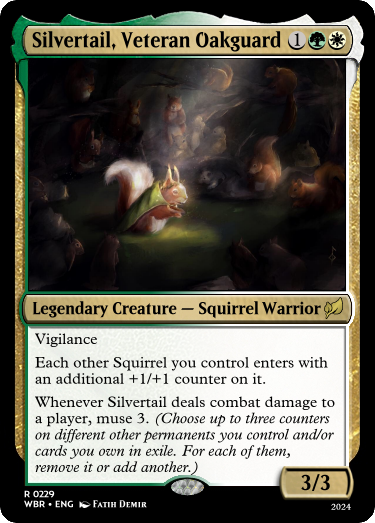 Silvertail, Veteran Oakguard 1
Legendary Creature — Squirrel Warrior
Vigilance
Each other Squirrel you control enters with
an additional +1/+1 counter on it.
Whenever Silvertail deals combat damage to
a player, muse 3. (Choose up to three counters
on different other permanents you control and/or
cards you own in exile. For each of them,
remove it or add another.)
3/3
R 0229
WBR • ENG Fatih Demir
2024